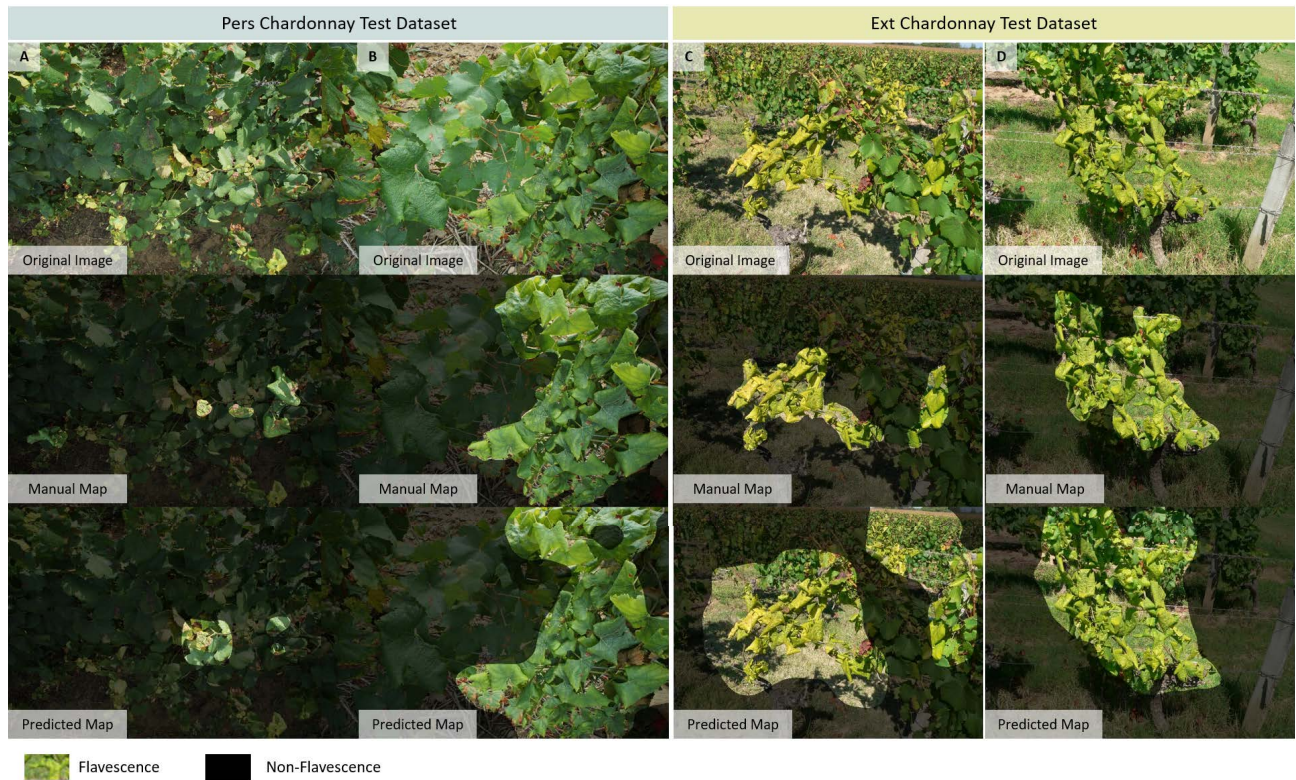 Pers Chardonnay Test Dataset
Ext Chardonnay Test Dataset
A
B
C
D
Original Image
Original Image
Original Image
Original Image
Manual Map
Manual Map
Manual Map
Manual Map
Predicted Map
Predicted Map
Predicted Map
Predicted Map
Flavescence
Non-Flavescence